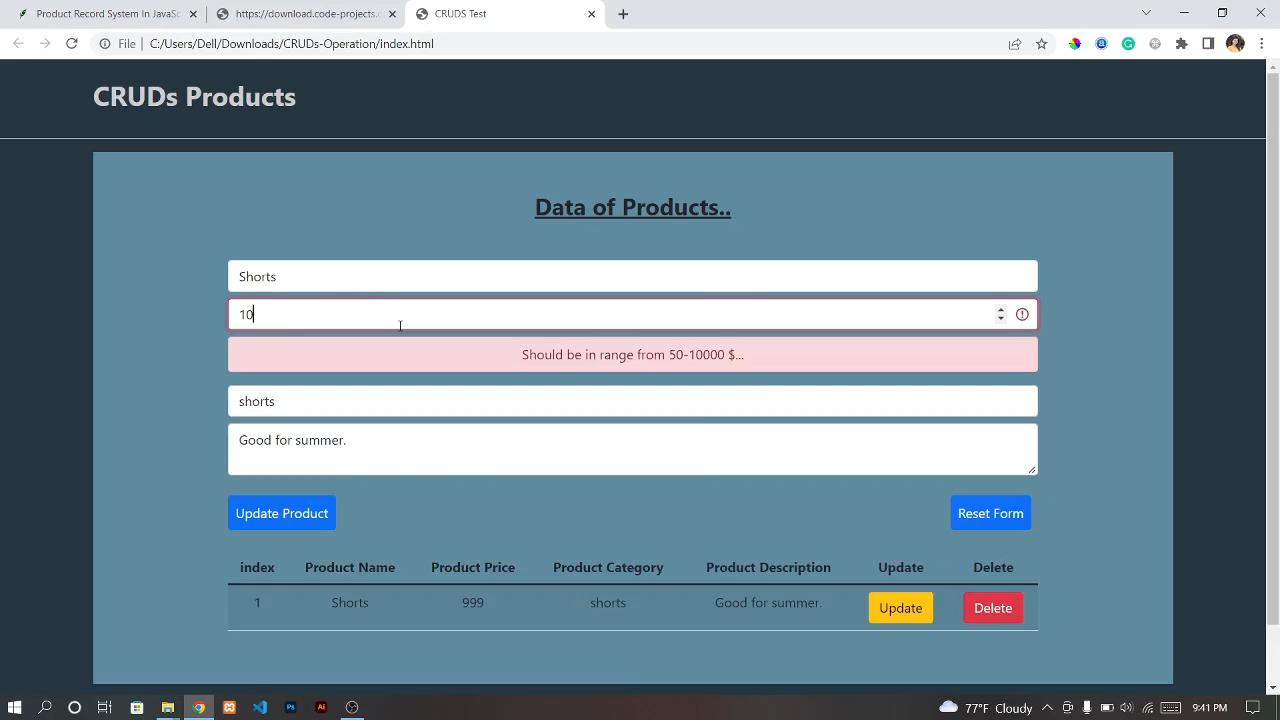 Product Record System In JavaSc
https://download.code-projects.o
CRUDS Test
File | C:/Users/Dell/Downloads/CRUDs-Operation/index.html
CRUDs Products
Data of Products..
Shorts
10
Should be in range from 50-10000 $...
shorts
Good for summer.
Update Product Reset Form
index Product Name Product Price Product Category Product Description Update Delete
1 Shorts 999 shorts Good for summer. Update Delete
77°F Cloudy 9:41 PM